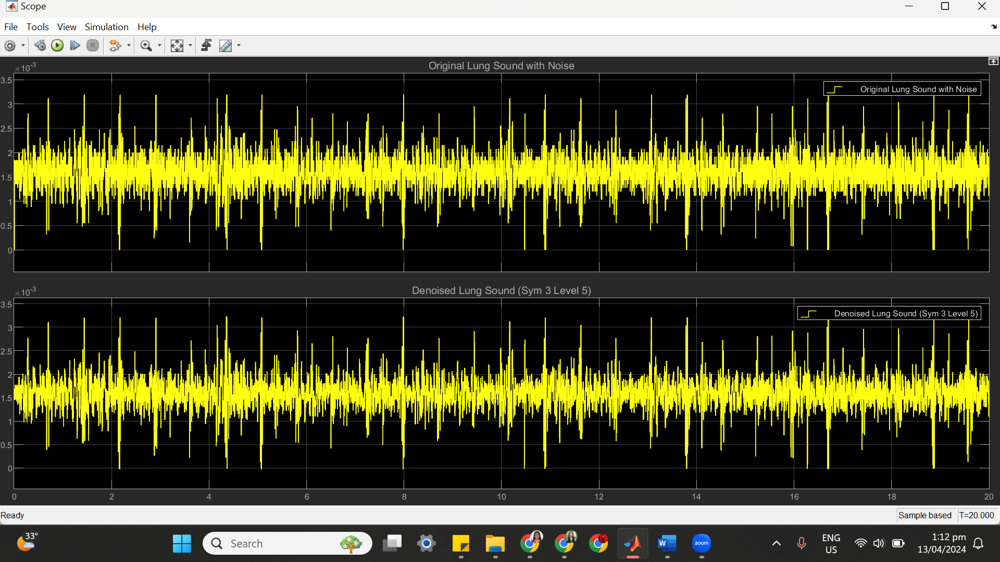 Scope
File Tools View Simulation Help
×10-3
Original Lung Sound with Noise
Original Lung Sound with Noise
3.5
3
2.5
2
1.5
1
0.5
0
×10-3
Denoised Lung Sound (Sym 3 Level 5)
Denoised Lung Sound (Sym 3 Level 5)
3.5
3
2.5
2
1.5
1
0.5
0
0 2 4 6 8 10 12 14 16 18 20
Ready
Sample based T=20.000
33°
Search
W
zoom
ENG
US
1:12 pm
13/04/2024